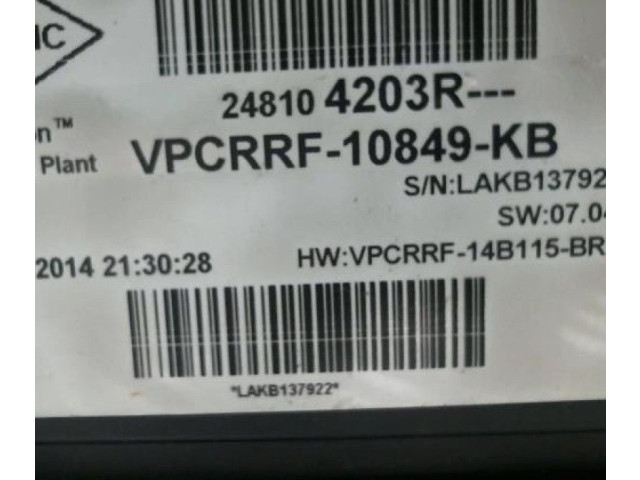 IC
24810 4203R---
n™
VPCRRF-10849-KB
Plant
S/N:LAKB13792
SW:07.04
2014 21:30:28
HW:VPCRRF-14B115-BR
*LAKB137922*